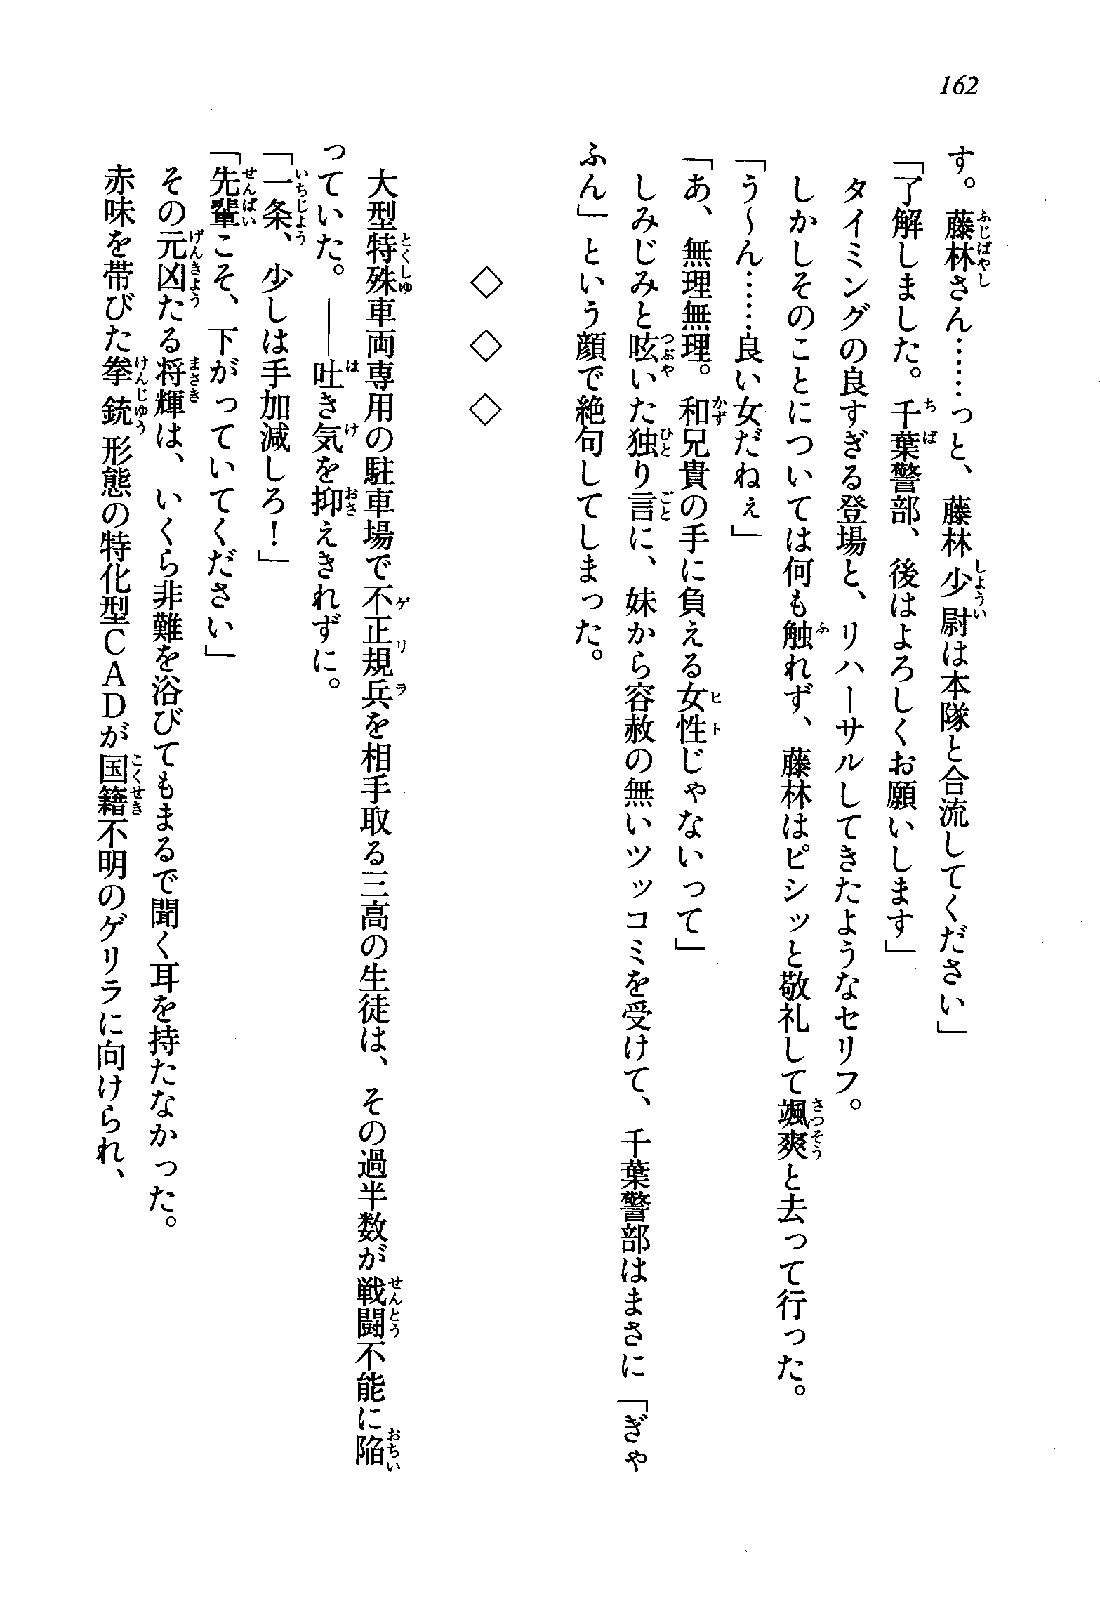 162
す。藤林さん……っと、藤林少尉は本隊と合流してください」
「了解しました。千葉警部、後はよろしくお願いします」
タイミングの良すぎる登場と、リハーサルしてきたようなセリフ。
しかしそのことについては何も触れず、藤林はピシッと敬礼して颯爽と去って行った。
「う～ん……良い女だねぇ」
「あ、無理無理。和兄貴の手に負える女性じゃないって」
しみじみと呟いた独り言に、妹から容赦の無いツッコミを受けて、千葉警部はまさに「ぎゃ
ふん」という顔で絶句してしまった。
◇ ◇ ◇
大型特殊車両専用の駐車場で不正規兵を相手取る三高の生徒は、その過半数が戦闘不能に陥
っていた。――吐き気を抑えきれずに。
「一条、少しは手加減しろ！」
「先輩こそ、下がっていてください」
その元凶たる将輝は、いくら非難を浴びてもまるで聞く耳を持たなかった。
赤味を帯びた拳銃形態の特化型ＣＡＤが国籍不明のゲリラに向けられ、